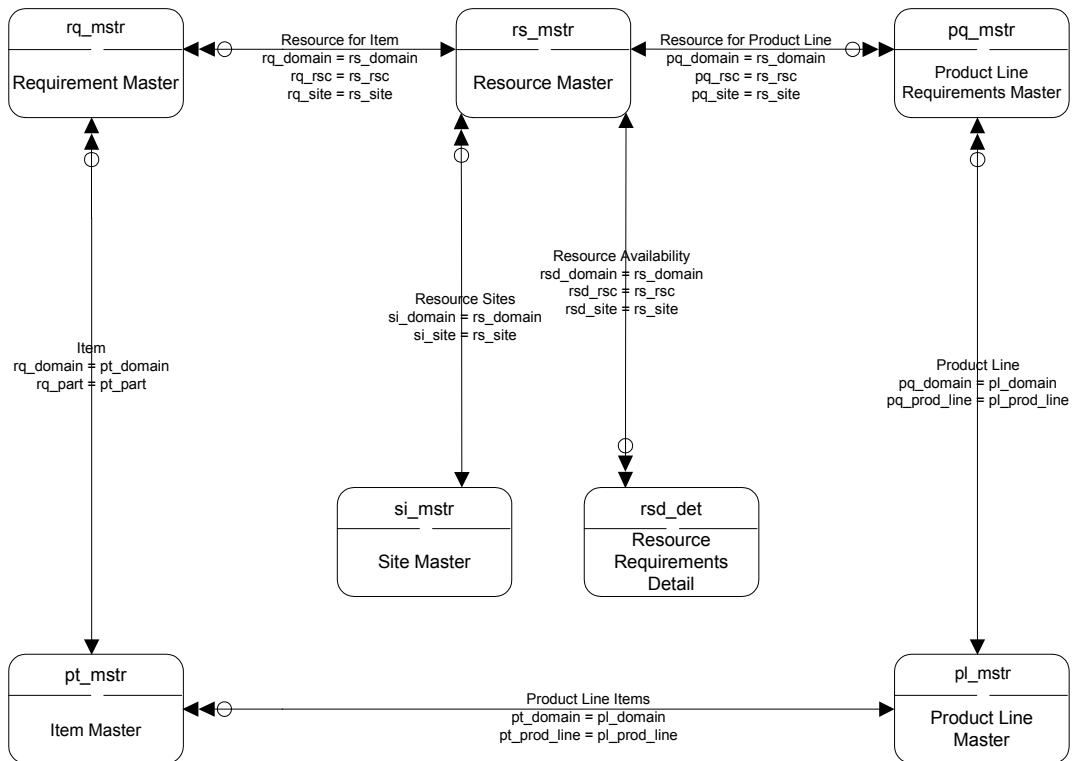 rq_mstr
Requirement Master
Resource for Item
rq_domain = rs_domain
rq_rsc = rs_rsc
rq_site = rs_site
rs_mstr
Resource Master
Resource for Product Line
pq_domain = rs_domain
pq_rsc = rs_rsc
pq_site = rs_site
pq_mstr
Product Line
Requirements Master
Resource Availability
rsd_domain = rs_domain
rsd_rsc = rs_rsc
rsd_site = rs_site
Resource Sites
si_domain = rs_domain
si_site = rs_site
Item
rq_domain = pt_domain
rq_part = pt_part
Product Line
pq_domain = pl_domain
pq_prod_line = pl_prod_line
si_mstr
Site Master
rsd_det
Resource
Requirements
Detail
pt_mstr
Item Master
Product Line Items
pt_domain = pl_domain
pt_prod_line = pl_prod_line
pl_mstr
Product Line
Master